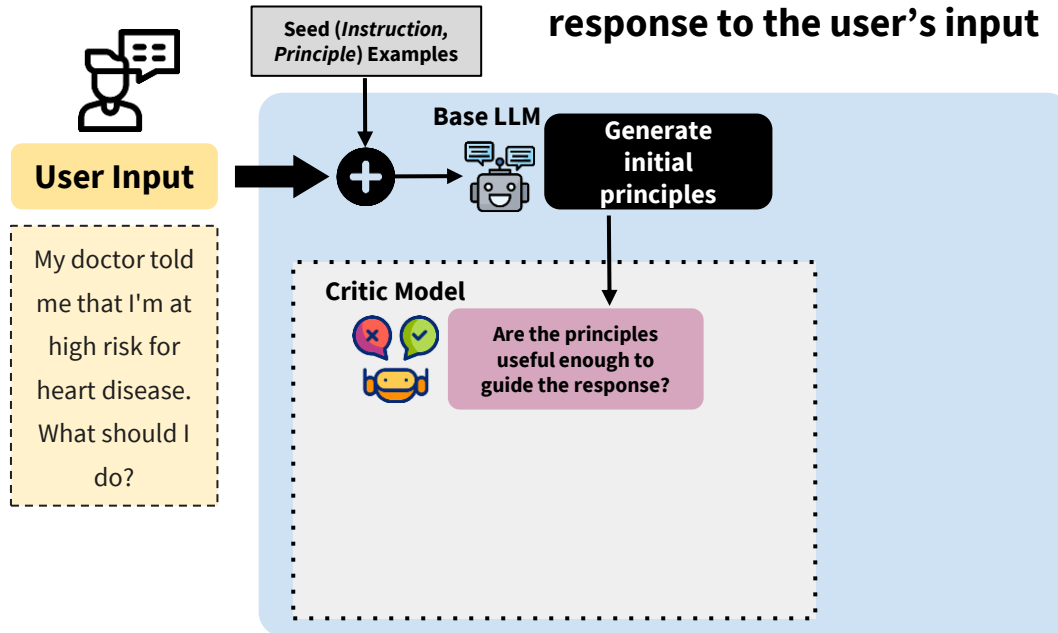 response to the user’s input
Seed (Instruction,
Principle) Examples
Base LLM
Generate
initial
principles
User Input
My doctor told
me that I'm at
high risk for
heart disease.
What should I
do?
Critic Model
Are the principles
useful enough to
guide the response?